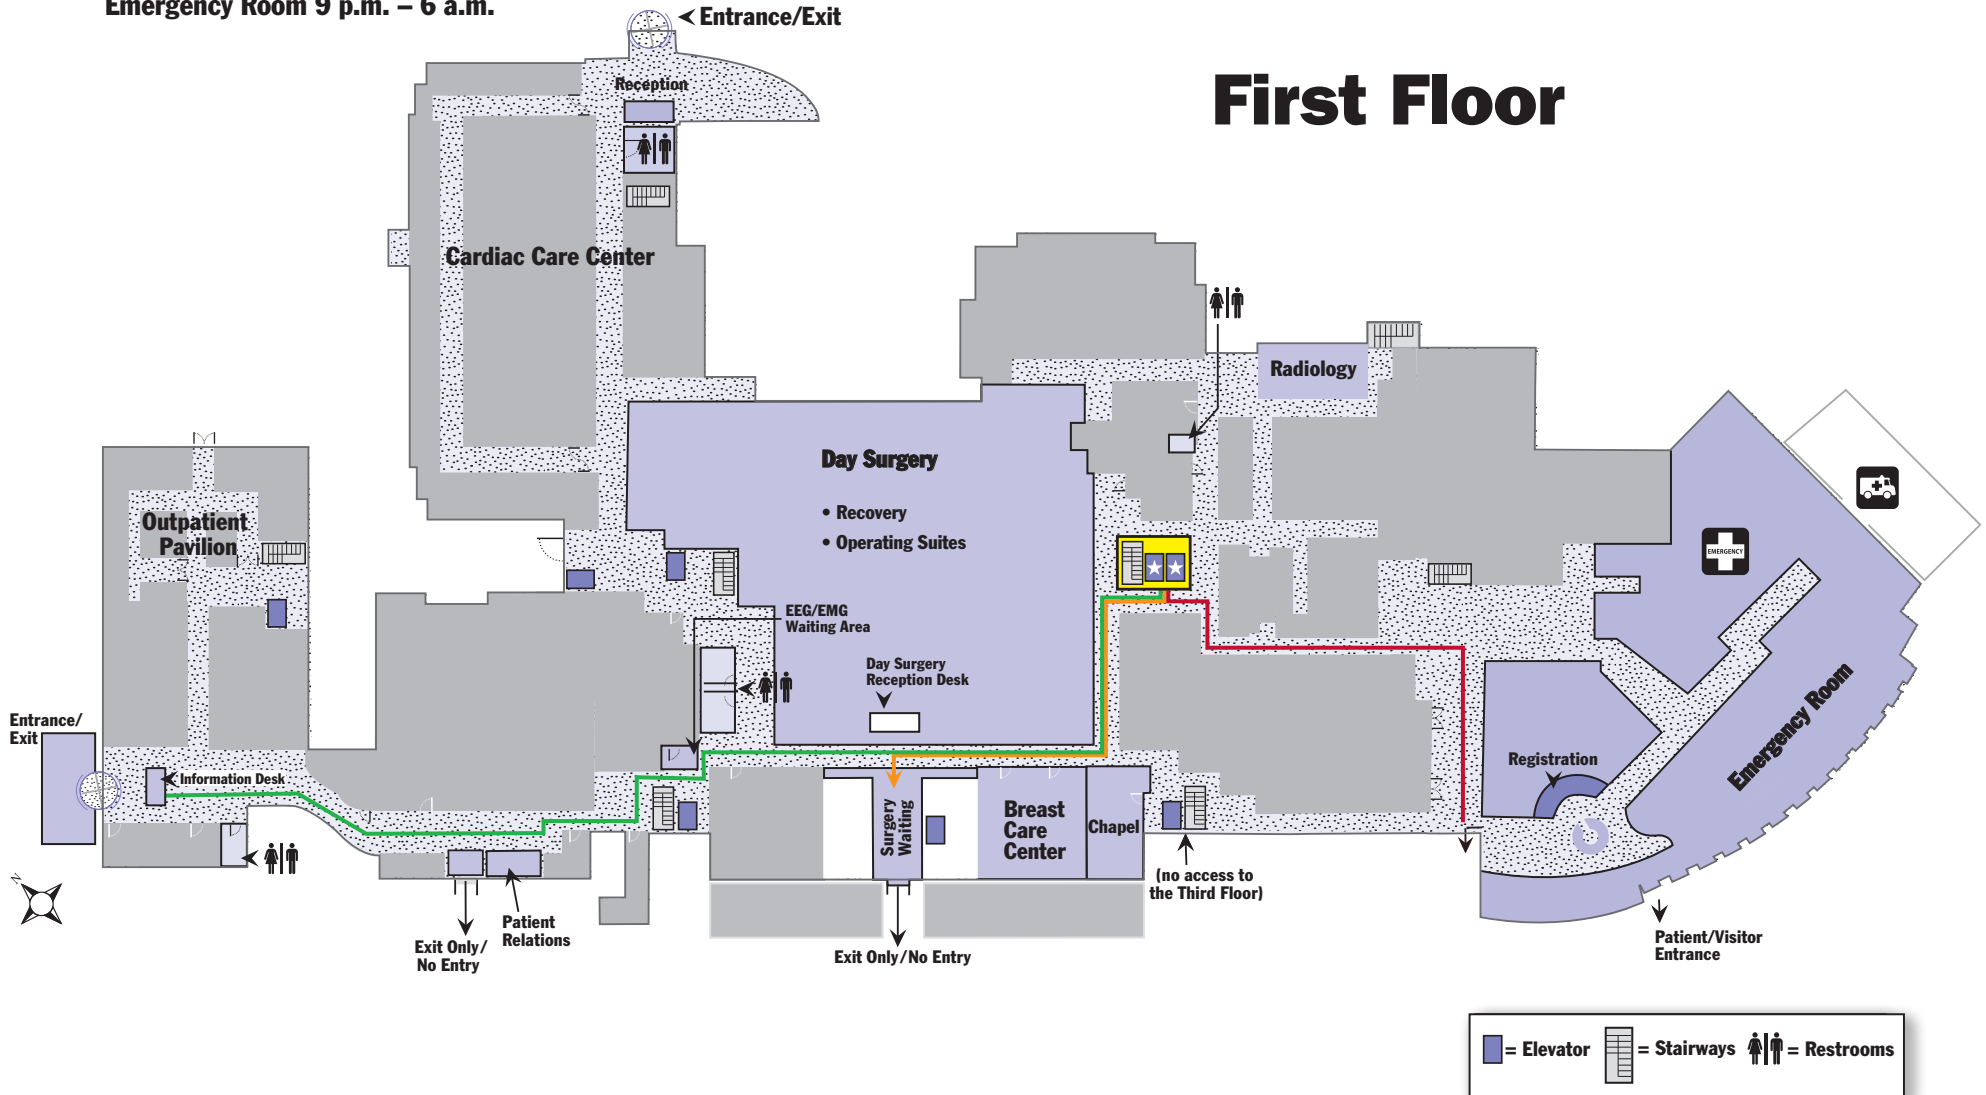 Emergency Room 9 p.m. – 6 a.m.
Entrance/Exit
First Floor
Reception
Cardiac Care Center
Radiology
Day Surgery
• Recovery
• Operating Suites
Outpatient
Pavilion
EMERGENCY
EEG/EMG
Waiting Area
Day Surgery
Reception Desk
Emergency Room
Entrance/
Exit
Information Desk
Registration
Surgery
Waiting
Breast
Care
Center
Chapel
(no access to
the Third Floor)
N
Patient
Relations
Exit Only/
No Entry
Exit Only/No Entry
Patient/Visitor
Entrance
= Elevator
= Stairways
= Restrooms